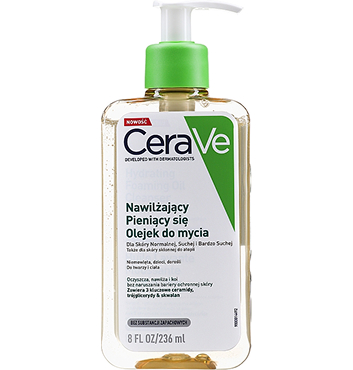 NOWOŚĆ
CeraVe
DEVELOPED WITH DERMATOLOGISTS
Nawilżający
Pieniący się
Olejek do mycia
Dla Skóry Normalnej, Suchej i Bardzo Suchej
Także dla skóry skłonnej do atopii
Niemowlęta, dzieci, dorośli
Do twarzy i ciała
Oczyszcza, nawilża i koi
bez naruszania bariery ochronnej skóry
Zawiera 3 kluczowe ceramidy,
trójglicerydy & skwalan
BEZ SUBSTANCJI ZAPACHOWYCH
8 FL OZ/236 ml